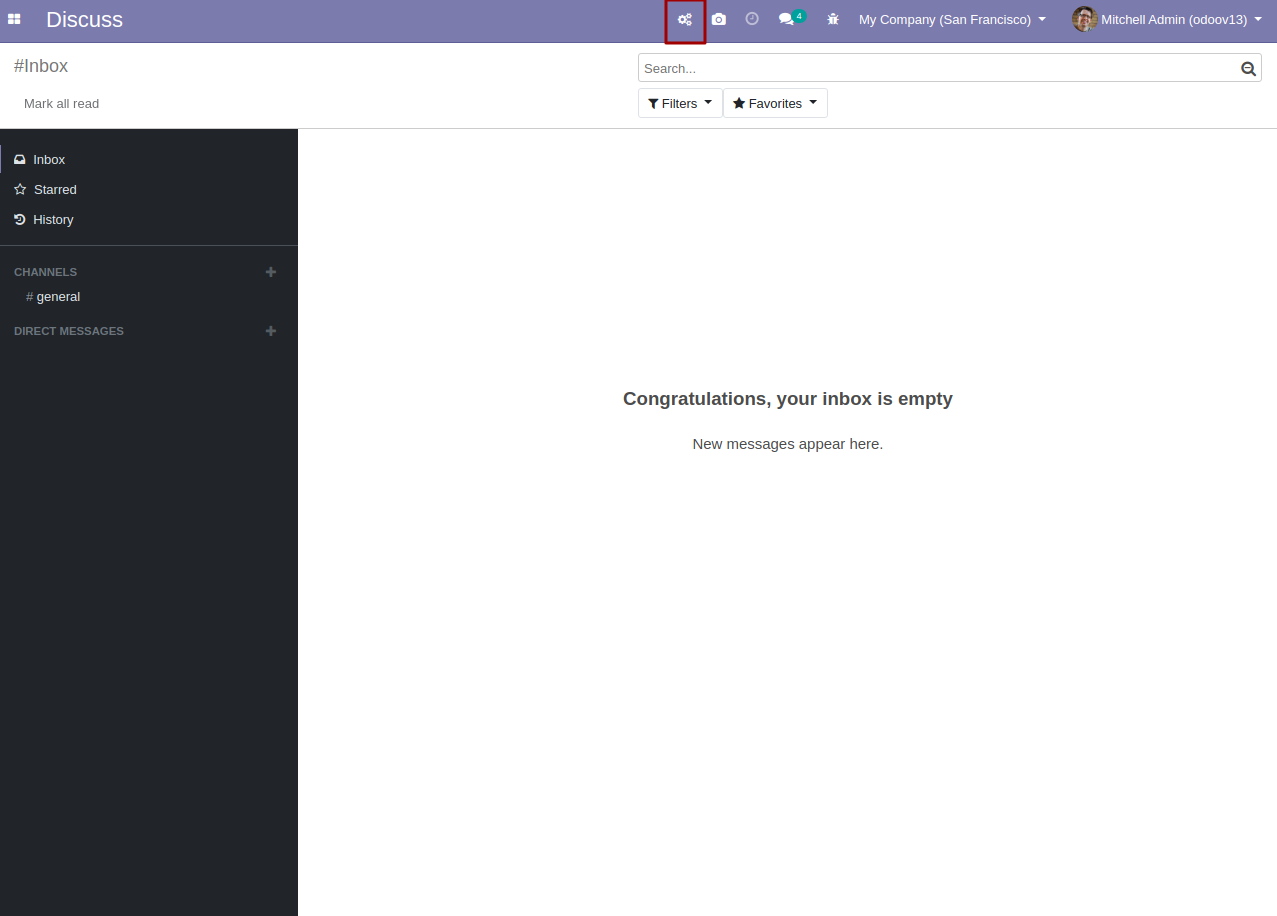 Discuss
4
My Company (San Francisco)
Mitchell Admin (odoov13)
#Inbox
Search...
Mark all read
Filters
Favorites
Inbox
Starred
History
CHANNELS
# general
DIRECT MESSAGES
Congratulations, your inbox is empty
New messages appear here.